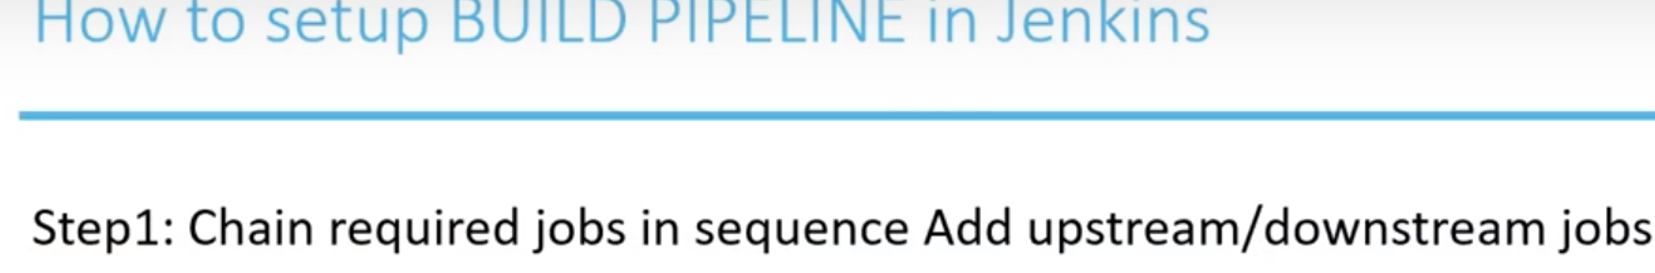 How to setup BUILD PIPELINE in Jenkins
Step1: Chain required jobs in sequence Add upstream/downstream jobs